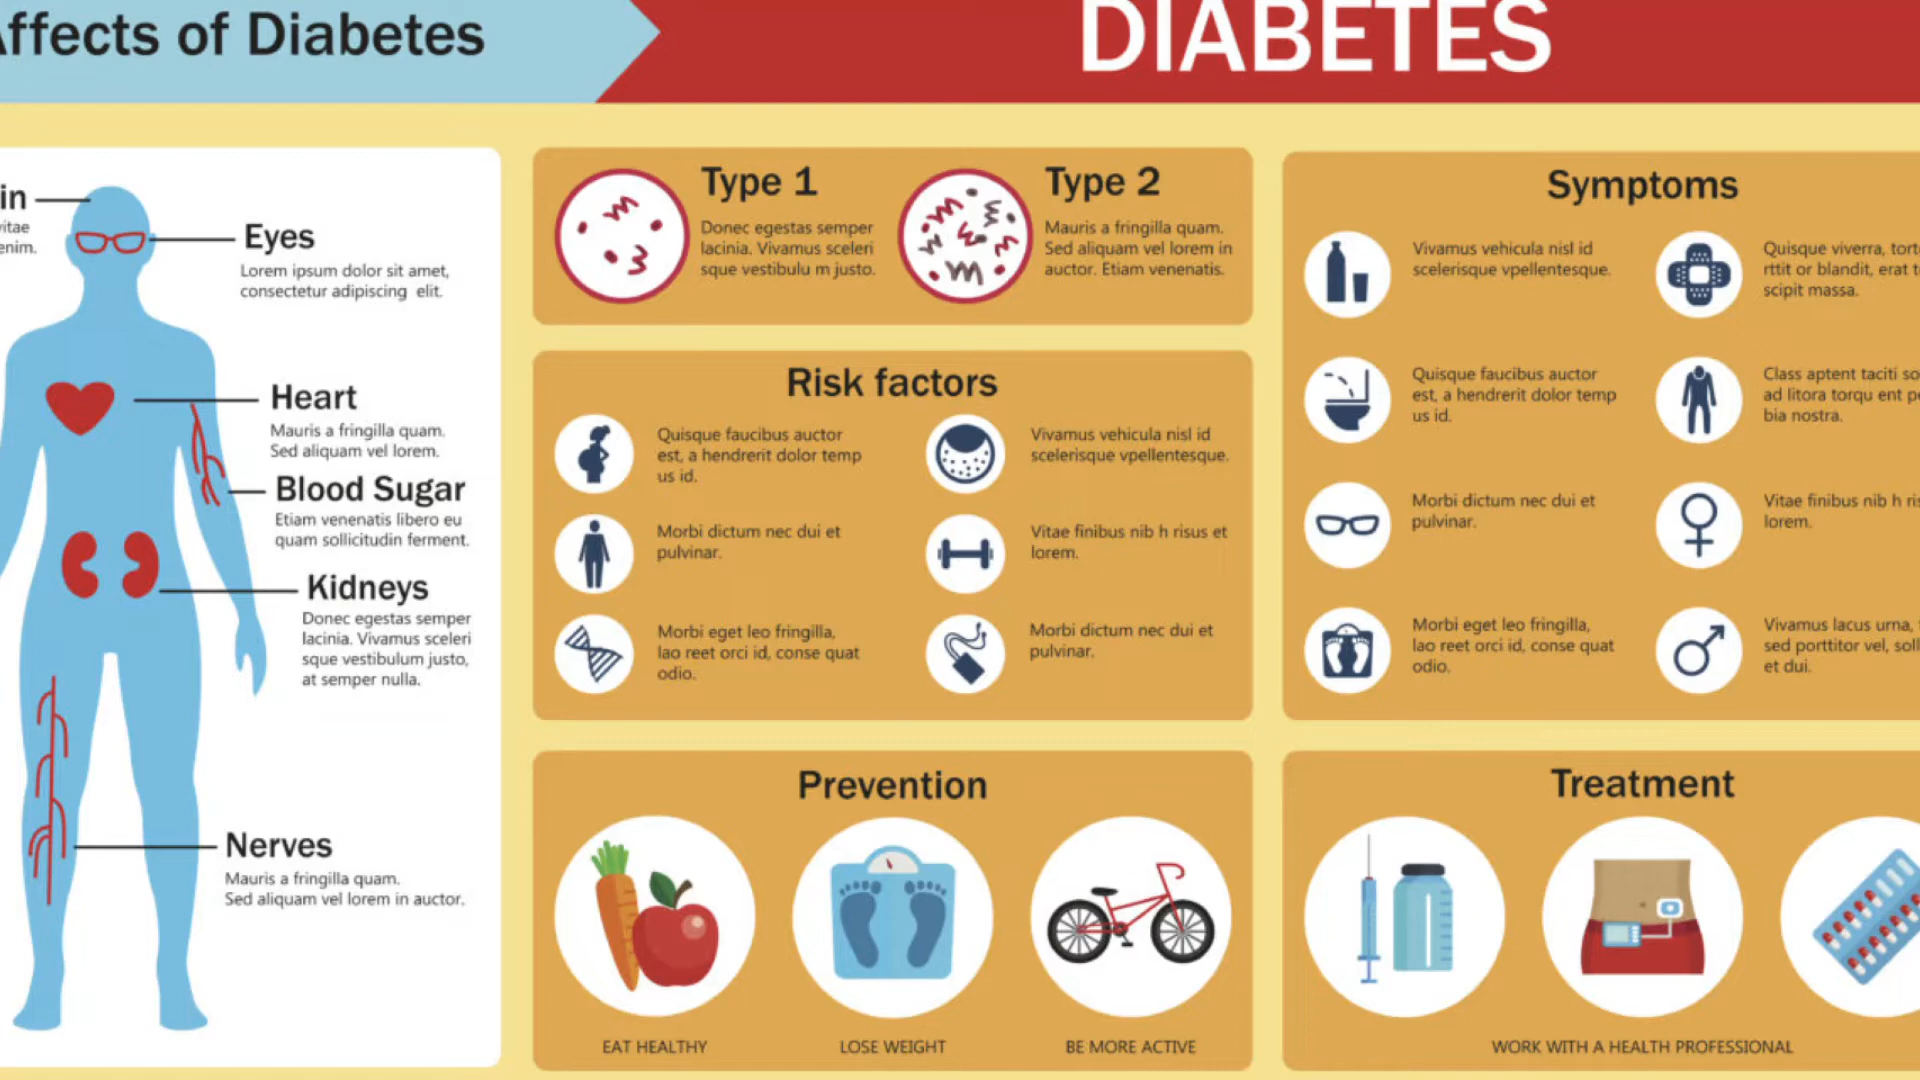 Affects of Diabetes
DIABETES
in
vitae
enim.
Eyes
Lorem ipsum dolor sit amet,
consectetur adipiscing elit.
Heart
Mauris a fringilla quam.
Sed aliquam vel lorem.
Blood Sugar
Etiam venenatis libero eu
quam sollicitudin ferment.
Kidneys
Donec egestas semper
lacinia. Vivamus sceleri
sque vestibulum justo,
at semper nulla.
Nerves
Mauris a fringilla quam.
Sed aliquam vel lorem in auctor.
Type 1
Donec egestas semper
lacinia. Vivamus sceleri
sque vestibulu m justo.
Type 2
Mauris a fringilla quam.
Sed aliquam vel lorem in
auctor. Etiam venenatis.
Risk factors
Quisque faucibus auctor
est, a hendrerit dolor temp
us id.
Vivamus vehicula nisl id
scelerisque vpellentesque.
Morbi dictum nec dui et
pulvinar.
Vitae finibus nib h risus et
lorem.
Morbi eget leo fringilla,
lao reet orci id, conse quat
odio.
Morbi dictum nec dui et
pulvinar.
Symptoms
Vivamus vehicula nisl id
scelerisque vpellentesque.
Quisque viverra, torto
rttit or blandit, erat t
scipit massa.
Quisque faucibus auctor
est, a hendrerit dolor temp
us id.
Class aptent taciti so
ad litora torqu ent p
bia nostra.
Morbi dictum nec dui et
pulvinar.
Vitae finibus nib h ris
lorem.
Morbi eget leo fringilla,
lao reet orci id, conse quat
odio.
Vivamus lacus urna,
sed porttitor vel, soll
et dui.
Prevention
EAT HEALTHY
LOSE WEIGHT
BE MORE ACTIVE
Treatment
WORK WITH A HEALTH PROFESSIONAL